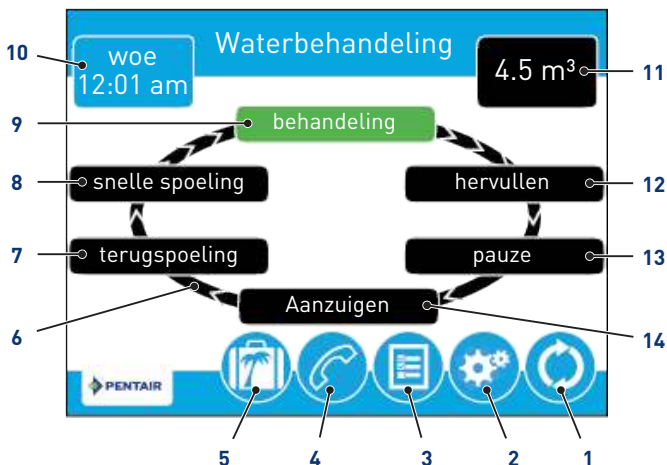 Waterbehandeling
10
woe
12:01 am
4.5 m³
11
9
behandeling
8
snelle spoeling
hervullen
12
7
terugspoeling
pauze
13
6
Aanzuigen
14
PENTAIR
5
4
3
2
1